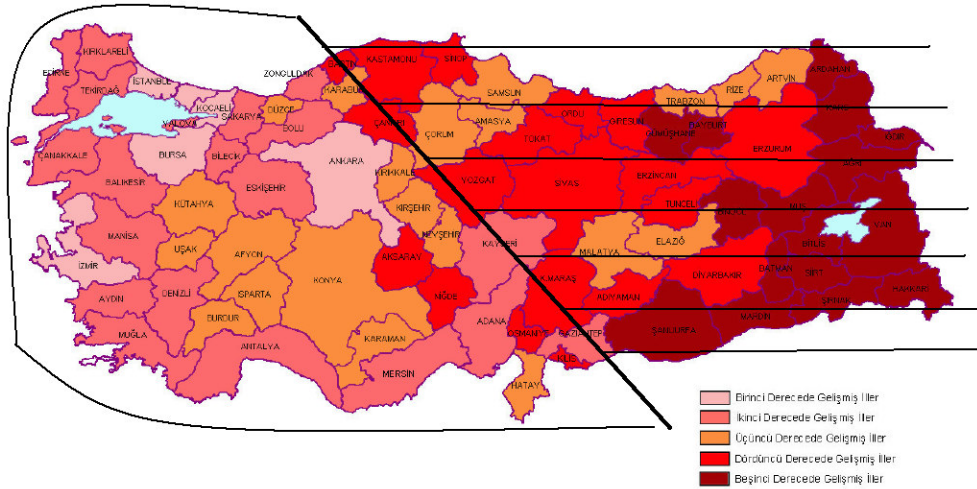 KIRKLARELİ
EDİRNE
TEKİRDAĞ
İSTANBUL
KOCAELİ
YALOVA
SAKARYA
ZONGULDAK
BARTIN
KASTAMONU
SİNOP
KARABÜK
DÜZCE
BOLU
ÇANKIRI
ÇORUM
SAMSUN
AMASYA
TOKAT
ORDU
GİRESUN
TRABZON
RİZE
ARTVİN
ARDAHAN
KARS
GÜMÜŞHANE
BAYBURT
ERZURUM
IĞDIR
AĞRI
ÇANAKKALE
BURSA
BİLECİK
ANKARA
KIRIKKALE
YOZGAT
SİVAS
ERZİNCAN
TUNCELİ
BALIKESİR
ESKİŞEHİR
KÜTAHYA
KIRŞEHİR
NEVŞEHİR
KAYSERİ
MALATYA
ELAZIĞ
BİNGÖL
MUŞ
BİTLİS
VAN
MANİSA
UŞAK
AFYON
KONYA
AKSARAY
İZMİR
AYDIN
DENİZLİ
ISPARTA
BURDUR
NİĞDE
ADANA
K.MARAŞ
ADIYAMAN
DİYARBAKIR
BATMAN
SİİRT
ŞIRNAK
HAKKARİ
MUĞLA
ANTALYA
KARAMAN
MERSİN
OSMANİYE
GAZİANTEP
KİLİS
HATAY
ŞANLIURFA
MARDİN
Birinci Derecede Gelişmiş İller
İkinci Derecede Gelişmiş İller
Üçüncü Derecede Gelişmiş İller
Dördüncü Derecede Gelişmiş İller
Beşinci Derecede Gelişmiş İller